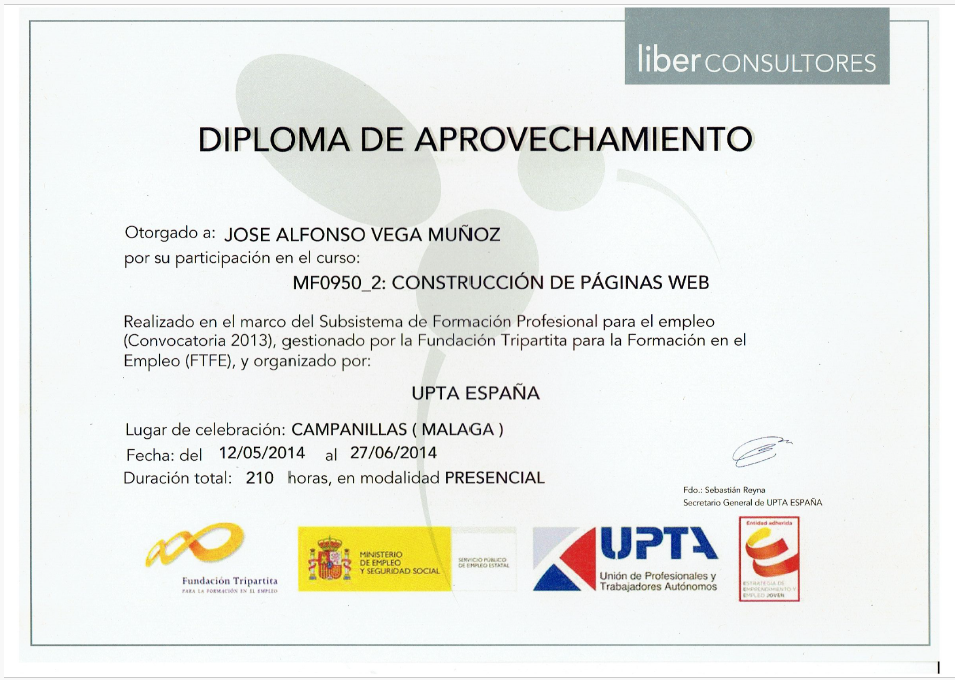 liberCONSULTORES
DIPLOMA DE APROVECHAMIENTO
Otorgado a: JOSE ALFONSO VEGA MUÑOZ
por su participación en el curso:
MF0950_2: CONSTRUCCIÓN DE PÁGINAS WEB
Realizado en el marco del Subsistema de Formación Profesional para el empleo
(Convocatoria 2013), gestionado por la Fundación Tripartita para la Formación en el
Empleo (FTFE), y organizado por:
UPTA ESPAÑA
Lugar de celebración: CAMPANILLAS ( MALAGA )
Fecha: del 12/05/2014 al 27/06/2014
Duración total: 210 horas, en modalidad PRESENCIAL
Fdo.: Sebastián Reyna
Secretario General de UPTA ESPAÑA
Fundación Tripartita
PARA LA FORMACIÓN EN EL EMPLEO
MINISTERIO
DE EMPLEO
Y SEGURIDAD SOCIAL
SERVICIO PÚBLICO
DE EMPLEO ESTATAL
UPTA
Unión de Profesionales y
Trabajadores Autónomos
Entidad adherida
ESTRATEGIA DE
EMPRENDIMIENTO Y
EMPLEO JOVEN